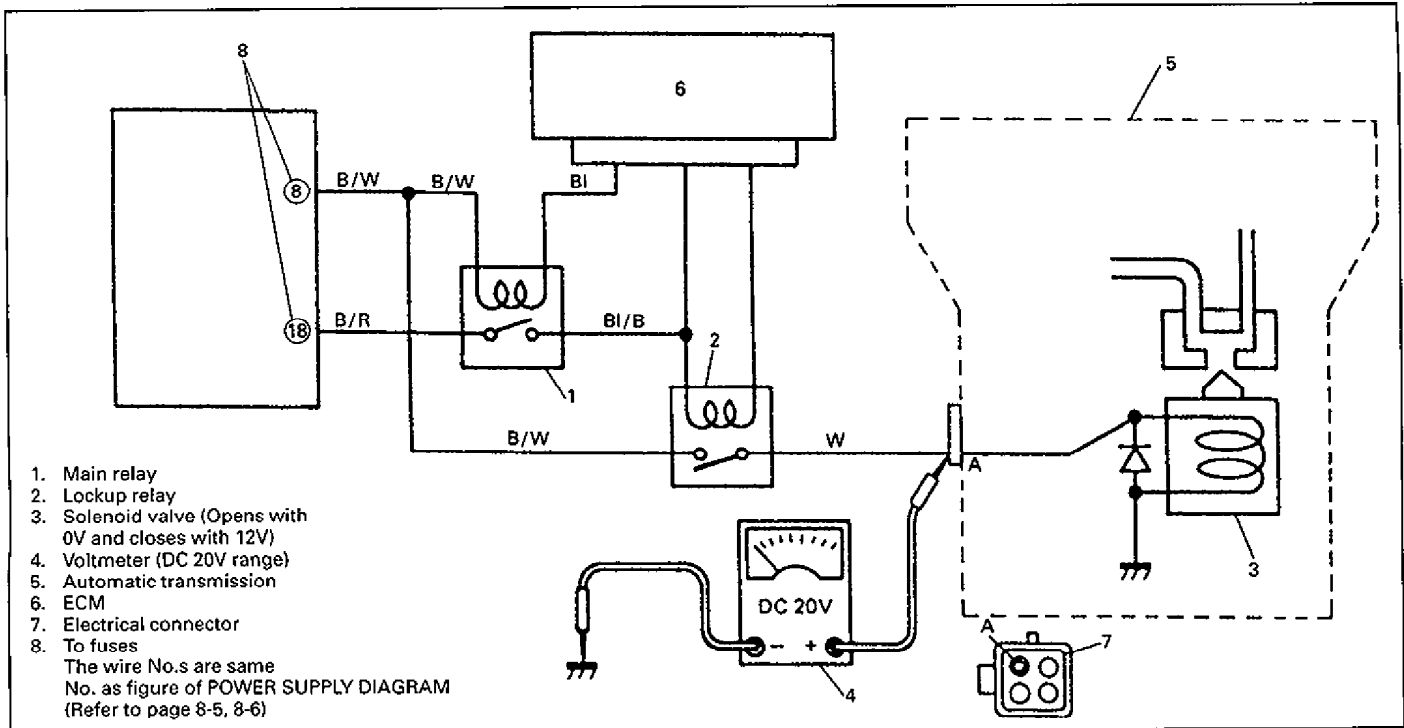 8
6
5
B/W
B/W
Bl
8
18
B/R
Bl/B
2
1
B/W
W
A
1. Main relay
2. Lockup relay
3. Solenoid valve (Opens with
0V and closes with 12V)
4. Voltmeter (DC 20V range)
5. Automatic transmission
6. ECM
7. Electrical connector
8. To fuses
The wire No.s are same
No. as figure of POWER SUPPLY DIAGRAM
(Refer to page 8-5, 8-6)
DC 20V
- +
4
3
A
7